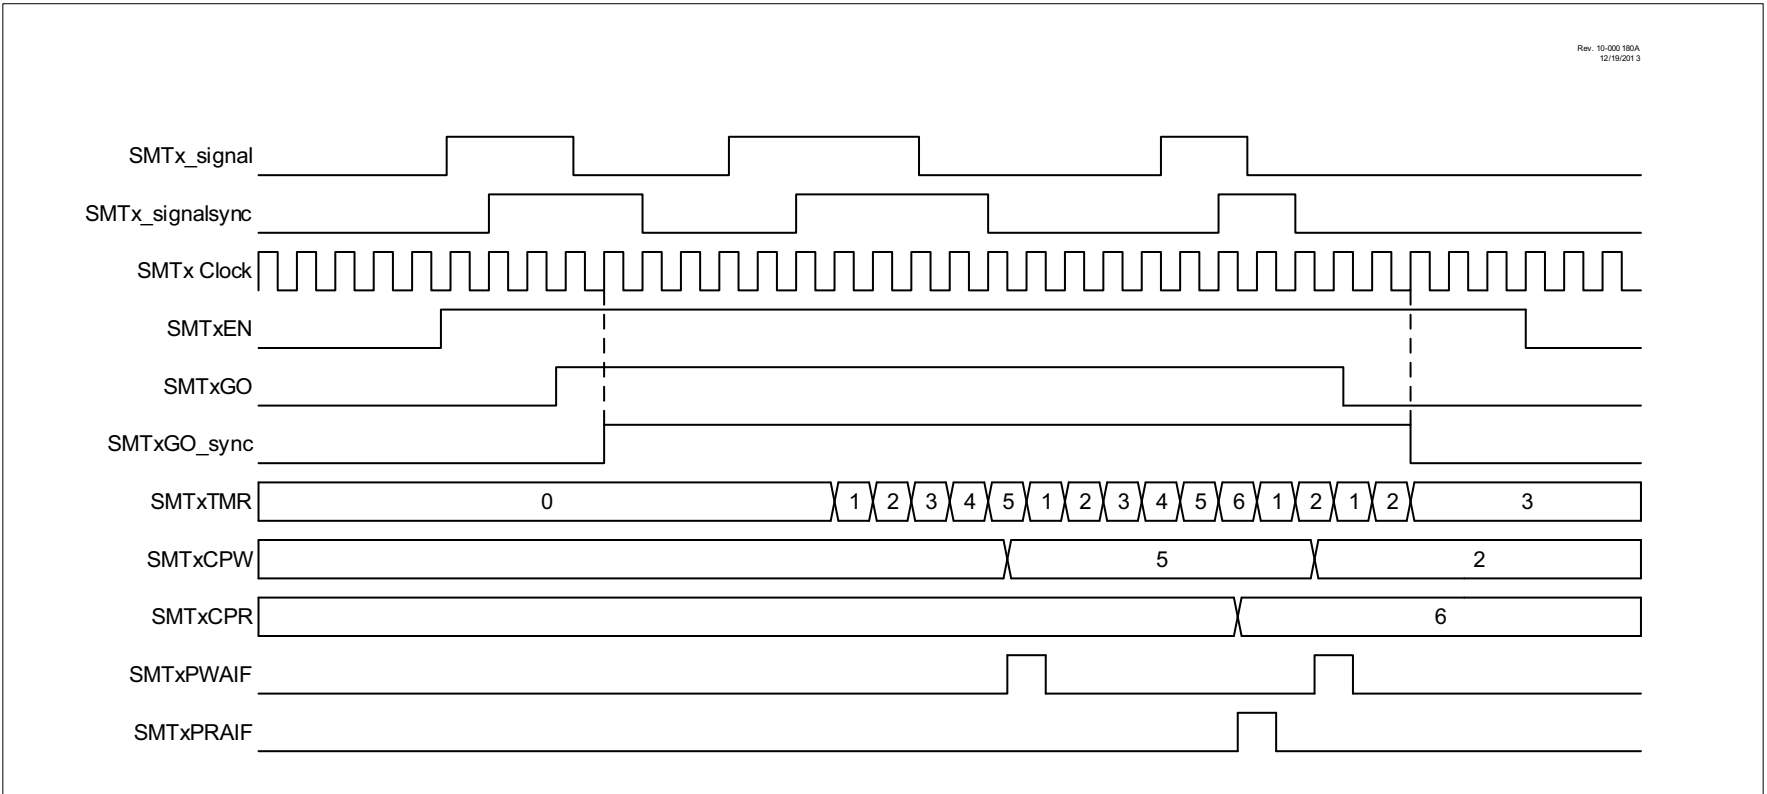 Rev. 10-000 180A
12/19/201 3
SMTx_signal
SMTx_signalsync
SMTx Clock
SMTxEN
SMTxGO
SMTxGO_sync
SMTxTMR 0 1 2 3 4 5 1 2 3 4 5 6 1 2 1 2 3
SMTxCPW 5 2
SMTxCPR 6
SMTxPWAIF
SMTxPRAIF